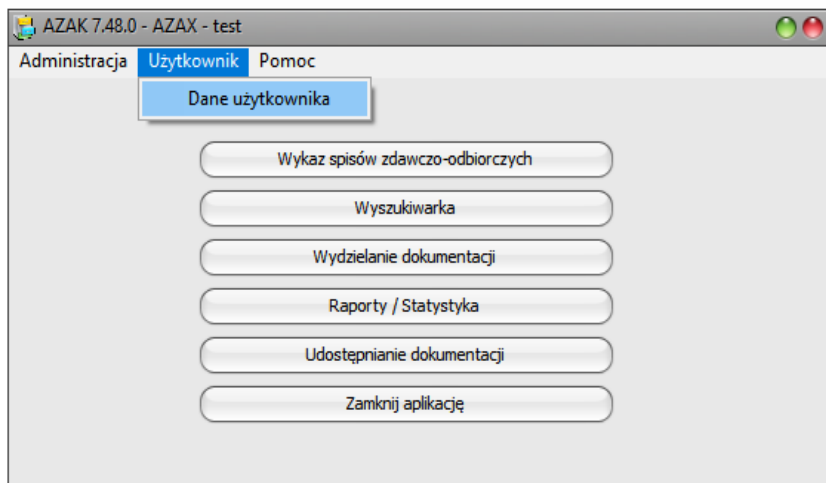 AZAK 7.48.0 - AZAX - test
Administracja Użytkownik Pomoc
Dane użytkownika
Wykaz spisów zdawczo-odbiorczych
Wyszukiwarka
Wydzielanie dokumentacji
Raporty / Statystyka
Udostępnianie dokumentacji
Zamknij aplikację